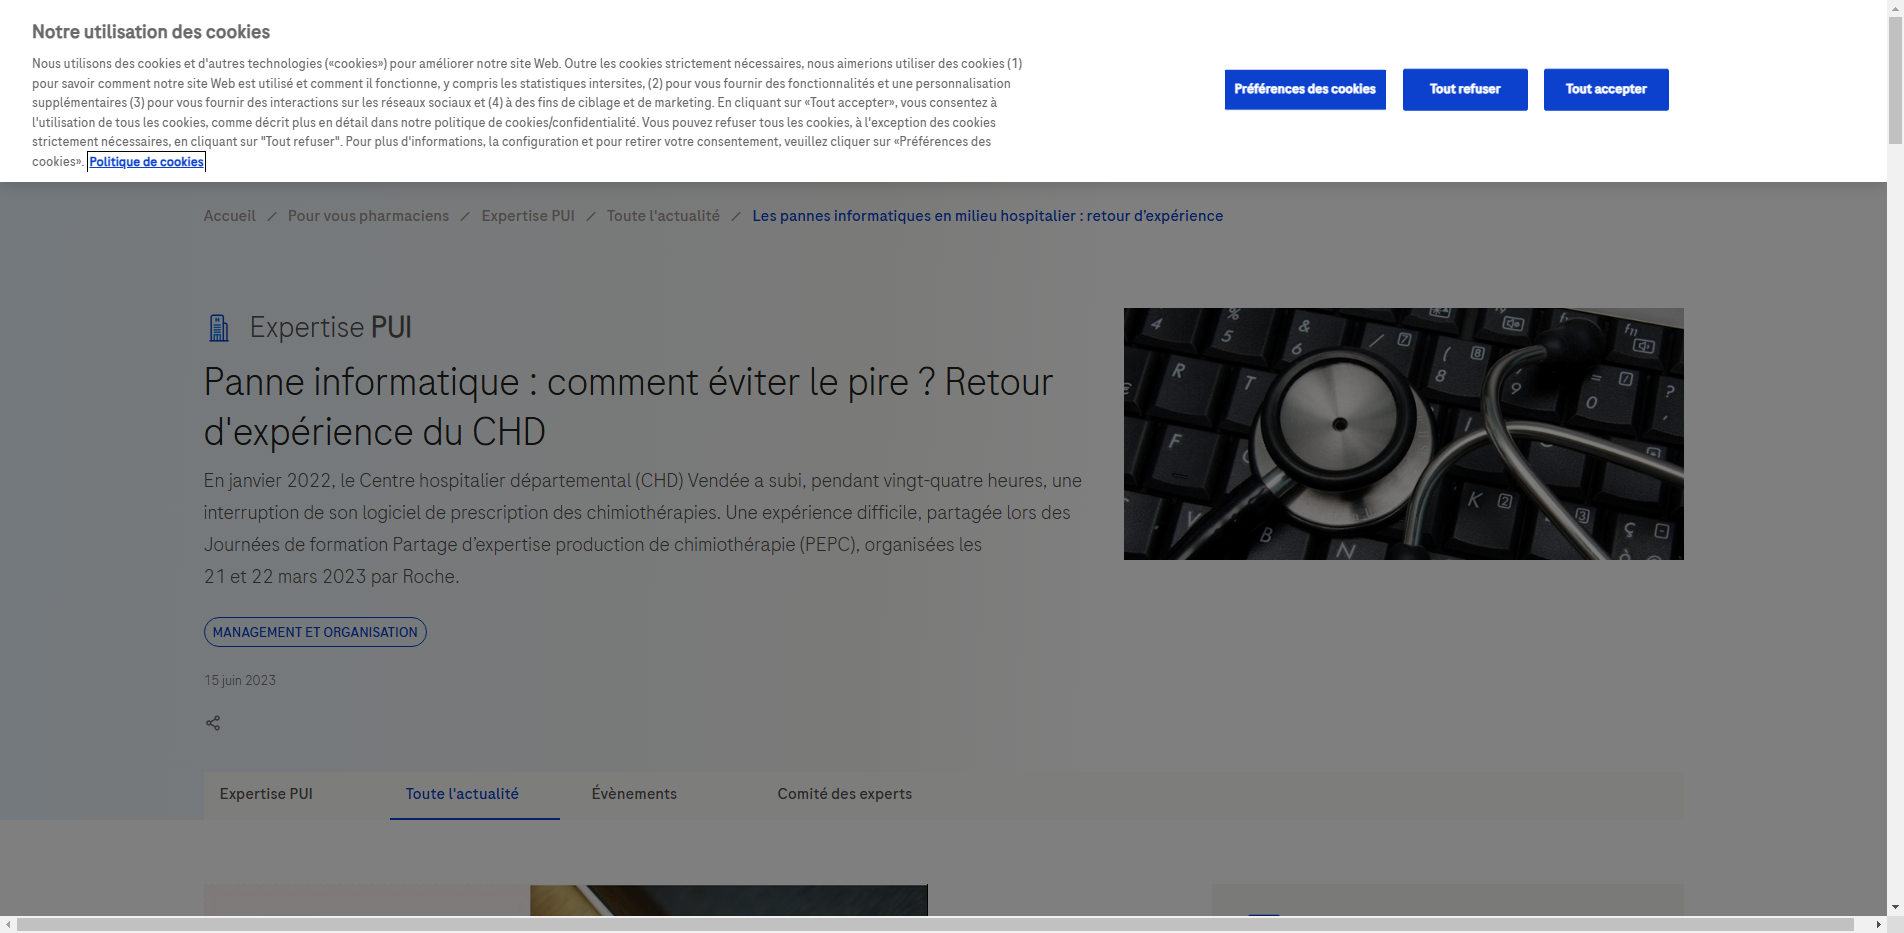 Notre utilisation des cookies
Nous utilisons des cookies et d'autres technologies («cookies») pour améliorer notre site Web. Outre les cookies strictement nécessaires, nous aimerions utiliser des cookies (1)
pour savoir comment notre site Web est utilisé et comment il fonctionne, y compris les statistiques intersites, (2) pour vous fournir des fonctionnalités et une personnalisation
supplémentaires (3) pour vous fournir des interactions sur les réseaux sociaux et (4) à des fins de ciblage et de marketing. En cliquant sur «Tout accepter», vous consentez à
l'utilisation de tous les cookies, comme décrit plus en détail dans notre politique de cookies/confidentialité. Vous pouvez refuser tous les cookies, à l'exception des cookies
strictement nécessaires, en cliquant sur "Tout refuser". Pour plus d'informations, la configuration et pour retirer votre consentement, veuillez cliquer sur «Préférences des
cookies». Politique de cookies
Préférences des cookies
Tout refuser
Tout accepter
Accueil / Pour vous pharmaciens / Expertise PUI / Toute l'actualité / Les pannes informatiques en milieu hospitalier : retour d’expérience
Expertise PUI
Panne informatique : comment éviter le pire ? Retour
d'expérience du CHD
En janvier 2022, le Centre hospitalier départemental (CHD) Vendée a subi, pendant vingt-quatre heures, une
interruption de son logiciel de prescription des chimiothérapies. Une expérience difficile, partagée lors des
Journées de formation Partage d’expertise production de chimiothérapie (PEPC), organisées les
21 et 22 mars 2023 par Roche.
MANAGEMENT ET ORGANISATION
15 juin 2023
Expertise PUI
Toute l'actualité
Évènements
Comité des experts